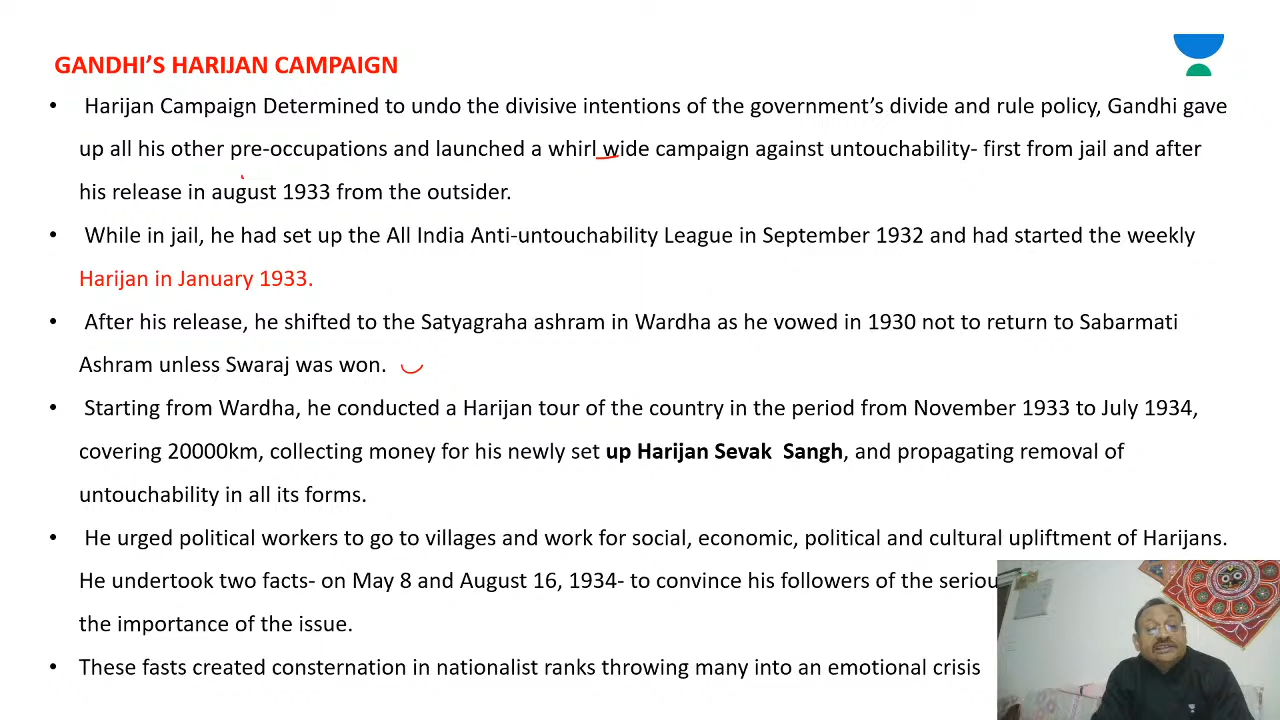 GANDHI’S HARIJAN CAMPAIGN
• Harijan Campaign Determined to undo the divisive intentions of the government’s divide and rule policy, Gandhi gave
up all his other pre-occupations and launched a whirl wide campaign against untouchability- first from jail and after
his release in august 1933 from the outsider.
• While in jail, he had set up the All India Anti-untouchability League in September 1932 and had started the weekly
Harijan in January 1933.
• After his release, he shifted to the Satyagraha ashram in Wardha as he vowed in 1930 not to return to Sabarmati
Ashram unless Swaraj was won.
• Starting from Wardha, he conducted a Harijan tour of the country in the period from November 1933 to July 1934,
covering 20000km, collecting money for his newly set up Harijan Sevak Sangh, and propagating removal of
untouchability in all its forms.
• He urged political workers to go to villages and work for social, economic, political and cultural upliftment of Harijans.
He undertook two facts- on May 8 and August 16, 1934- to convince his followers of the seriou
the importance of the issue.
• These fasts created consternation in nationalist ranks throwing many into an emotional crisis